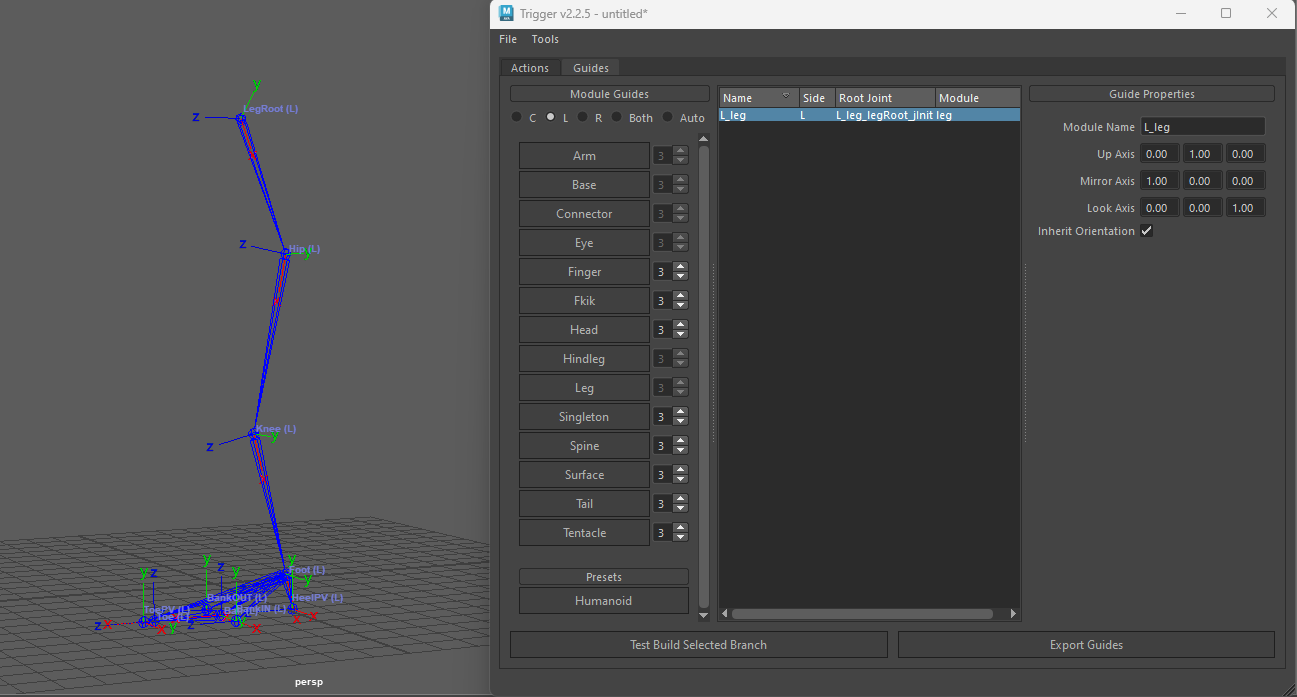 Trigger v2.2.5 - untitled*
File Tools
Actions Guides
Module Guides
C L R Both Auto
Arm 3
Base 3
Connector 3
Eye 3
Finger 3
Fkik 3
Head 3
Hindleg 3
Leg 3
Singleton 3
Spine 3
Surface 3
Tail 3
Tentacle 3
Presets
Humanoid
Name Side Root Joint Module
L_leg L L_leg_legRoot_jInit leg
Guide Properties
Module Name L_leg
Up Axis 0.00 1.00 0.00
Mirror Axis 1.00 0.00 0.00
Look Axis 0.00 0.00 1.00
Inherit Orientation
Test Build Selected Branch Export Guides
y
z LegRoot (L)
z Hip (L) y
Knee (L)
z y
y z y z y y
Foot (L)
y
BankOUT (L) HeelPV (L)
ToePV (L)
z x x y z y x x x
persp